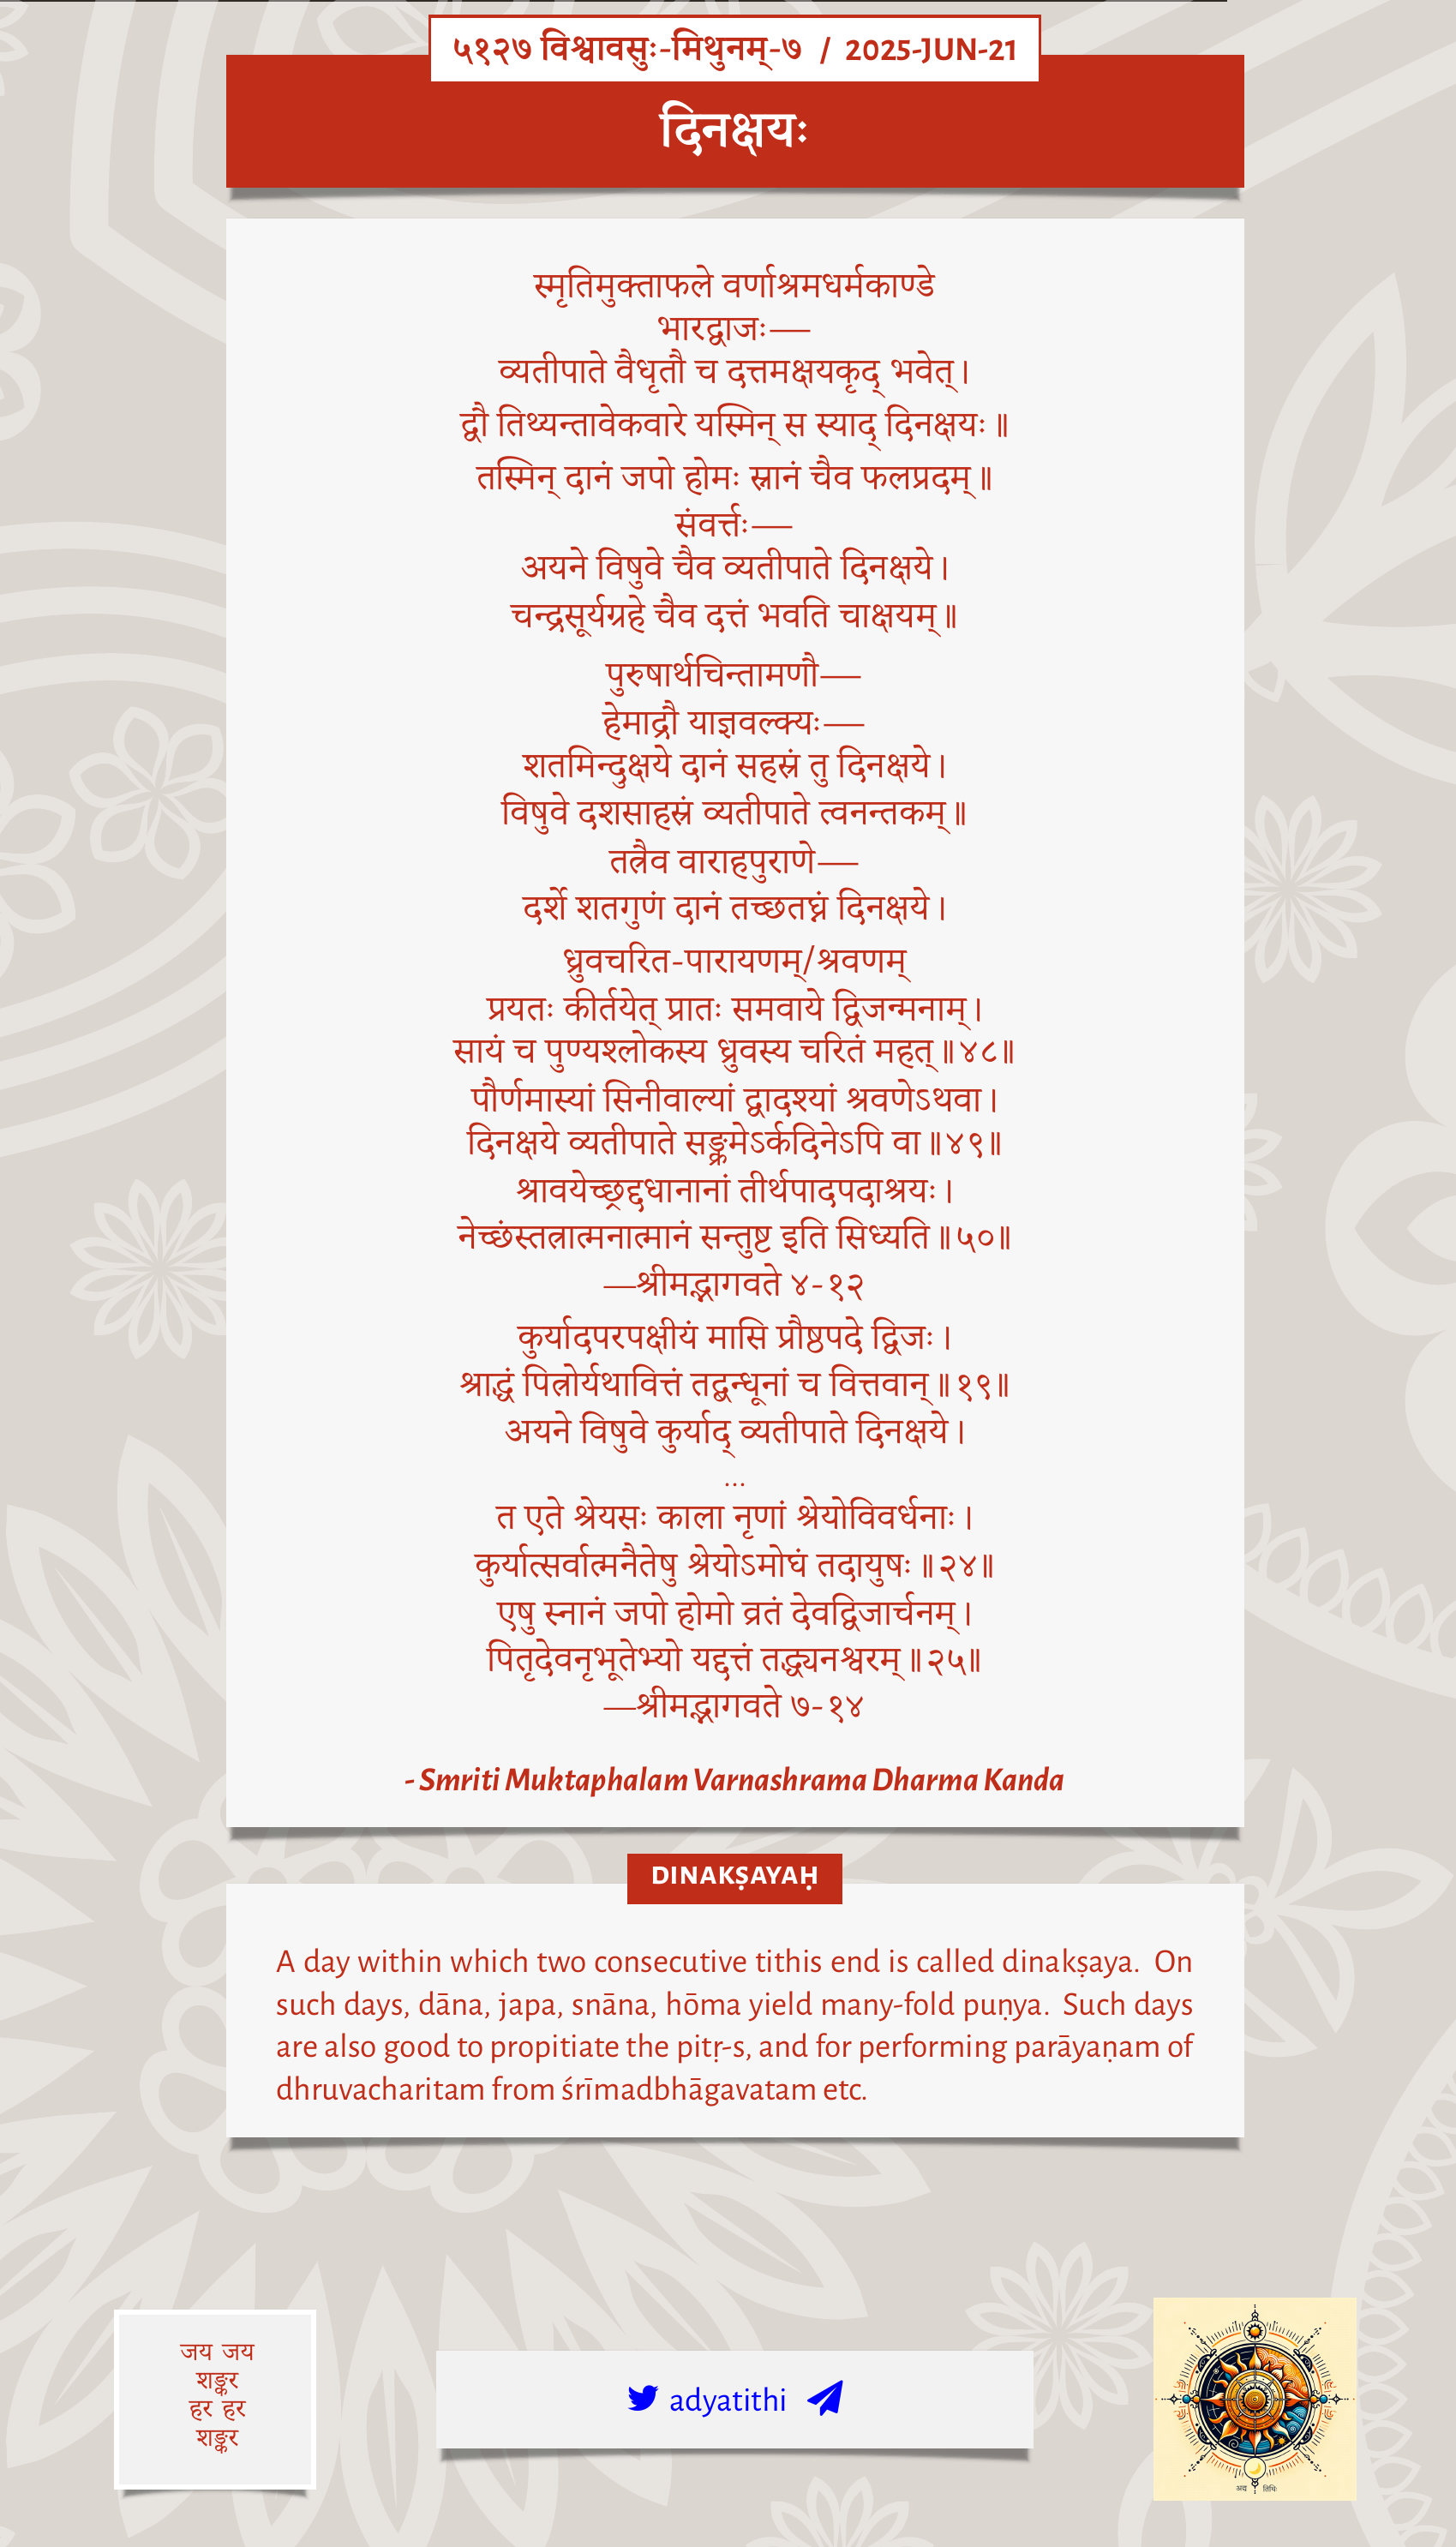 ५१२७ विश्वावसुः-मिथुनम्-७ / 2025-JUN-21
दिनक्षयः
स्मृतिमुक्ताफले वर्णाश्रमधर्मकाण्डे
भारद्वाजः—
व्यतीपाते वैधृतौ च दत्तमक्षयकृद् भवेत्।
द्वौ तिथ्यन्तावेकवारे यस्मिन् स स्याद् दिनक्षयः॥
तस्मिन् दानं जपो होमः स्नानं चैव फलप्रदम्॥
संवर्त्तः—
अयने विषुवे चैव व्यतीपाते दिनक्षये।
चन्द्रसूर्यग्रहे चैव दत्तं भवति चाक्षयम्॥
पुरुषार्थचिन्तामणौ—
हेमाद्रौ याज्ञवल्क्यः—
शतमिन्दुक्षये दानं सहस्रं तु दिनक्षये।
विषुवे दशसाहस्रं व्यतीपाते त्वनन्तकम्॥
तत्रैव वाराहपुराणे—
दर्शे शतगुणं दानं तच्छतघ्नं दिनक्षये।
ध्रुवचरित-पारायणम्/श्रवणम्
प्रयतः कीर्तयेत् प्रातः समवाये द्विजन्मनाम्।
सायं च पुण्यश्लोकस्य ध्रुवस्य चरितं महत्॥४८॥
पौर्णमास्यां सिनीवाल्यां द्वादश्यां श्रवणेऽथवा।
दिनक्षये व्यतीपाते सङ्क्रमेऽर्कदिनेऽपि वा॥४९॥
श्रावयेच्छ्रद्दधानानां तीर्थपादपदाश्रयः।
नेच्छंस्तत्रात्मनात्मानं सन्तुष्ट इति सिध्यति॥५०॥
—श्रीमद्भागवते ४-१२
कुर्यादपरपक्षीयं मासि प्रौष्ठपदे द्विजः।
श्राद्धं पित्रोर्यथावित्तं तद्बन्धूनां च वित्तवान्॥१९॥
अयने विषुवे कुर्याद् व्यतीपाते दिनक्षये।
…
त एते श्रेयसः काला नृणां श्रेयोविवर्धनाः।
कुर्यात्सर्वात्मनैतेषु श्रेयोऽमोघं तदायुषः॥२४॥
एषु स्नानं जपो होमो व्रतं देवद्विजार्चनम्।
पितृदेवनृभूतेभ्यो यद्दत्तं तद्ध्यनश्वरम्॥२५॥
—श्रीमद्भागवते ७-१४
- Smriti Muktaphalam Varnashrama Dharma Kanda
DINAKṢAYAḤ
A day within which two consecutive tithis end is called dinakṣaya. On
such days, dāna, japa, snāna, hōma yield many-fold puṇya. Such days
are also good to propitiate the pitṛ-s, and for performing parāyaṇam of
dhruvacharitam from śrīmadbhāgavatam etc.
जय जय
शङ्कर
हर हर
शङ्कर
adyatithi
अद्य तिथिः